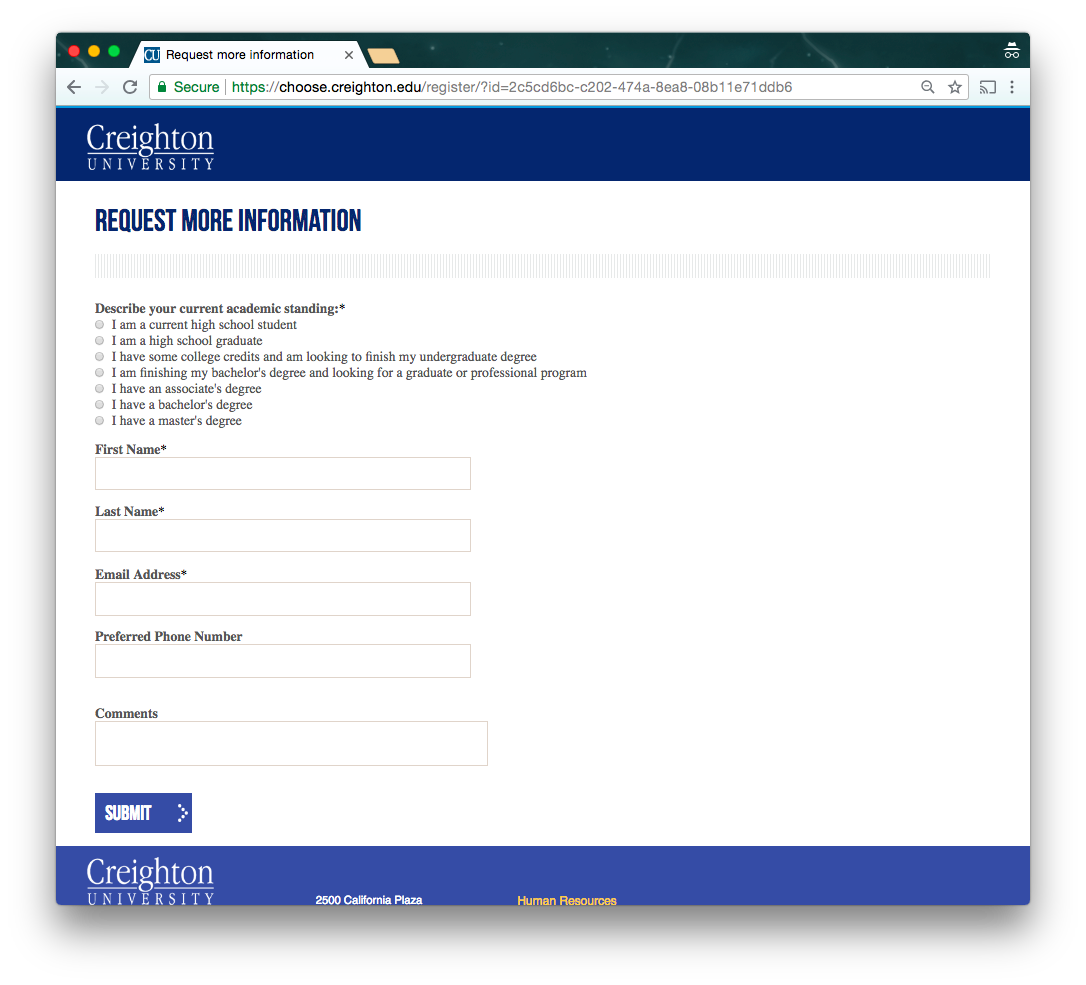 CU Request more information
Secure https://choose.creighton.edu/register/?id=2c5cd6bc-c202-474a-8ea8-08b11e71ddb6
Creighton
UNIVERSITY
REQUEST MORE INFORMATION
Describe your current academic standing:*
I am a current high school student
I am a high school graduate
I have some college credits and am looking to finish my undergraduate degree
I am finishing my bachelor's degree and looking for a graduate or professional program
I have an associate's degree
I have a bachelor's degree
I have a master's degree
First Name*
Last Name*
Email Address*
Preferred Phone Number
Comments
SUBMIT
Creighton
UNIVERSITY
2500 California Plaza
Human Resources